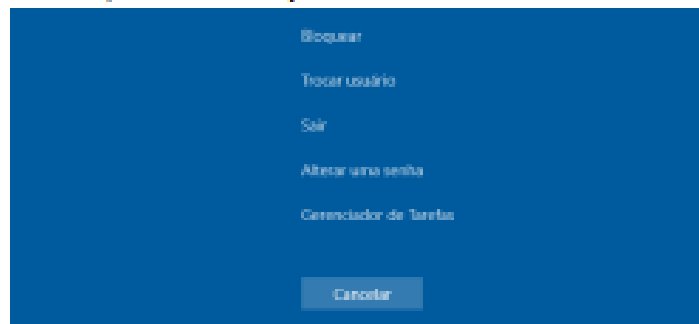 Bloquear
Trocar usuário
Sair
Alterar uma senha
Gerenciador de Tarefas
Cancelar